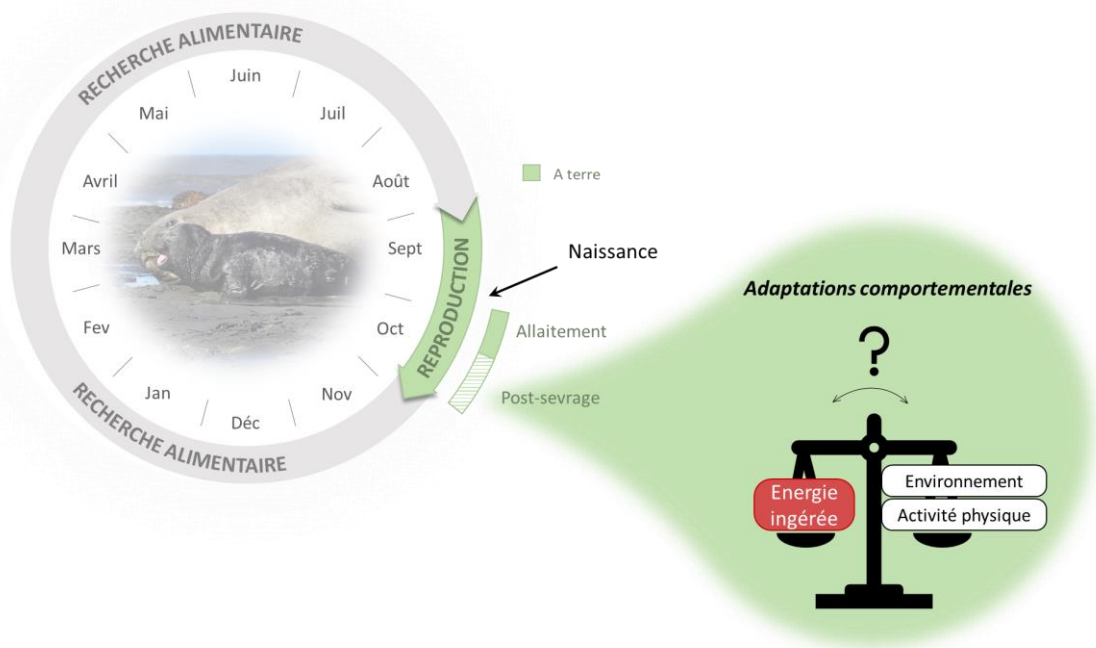 RECHERCHE ALIMENTAIRE
Juin
Mai
Juil
Avril
Août
A terre
Mars
Sept
Naissance
REPRODUCTION
Adaptations comportementales
?
Fev
Oct
Allaitement
Jan
Nov
Post-sevrage
Déc
RECHERCHE ALIMENTAIRE
Energie
ingérée
Environnement
Activité physique